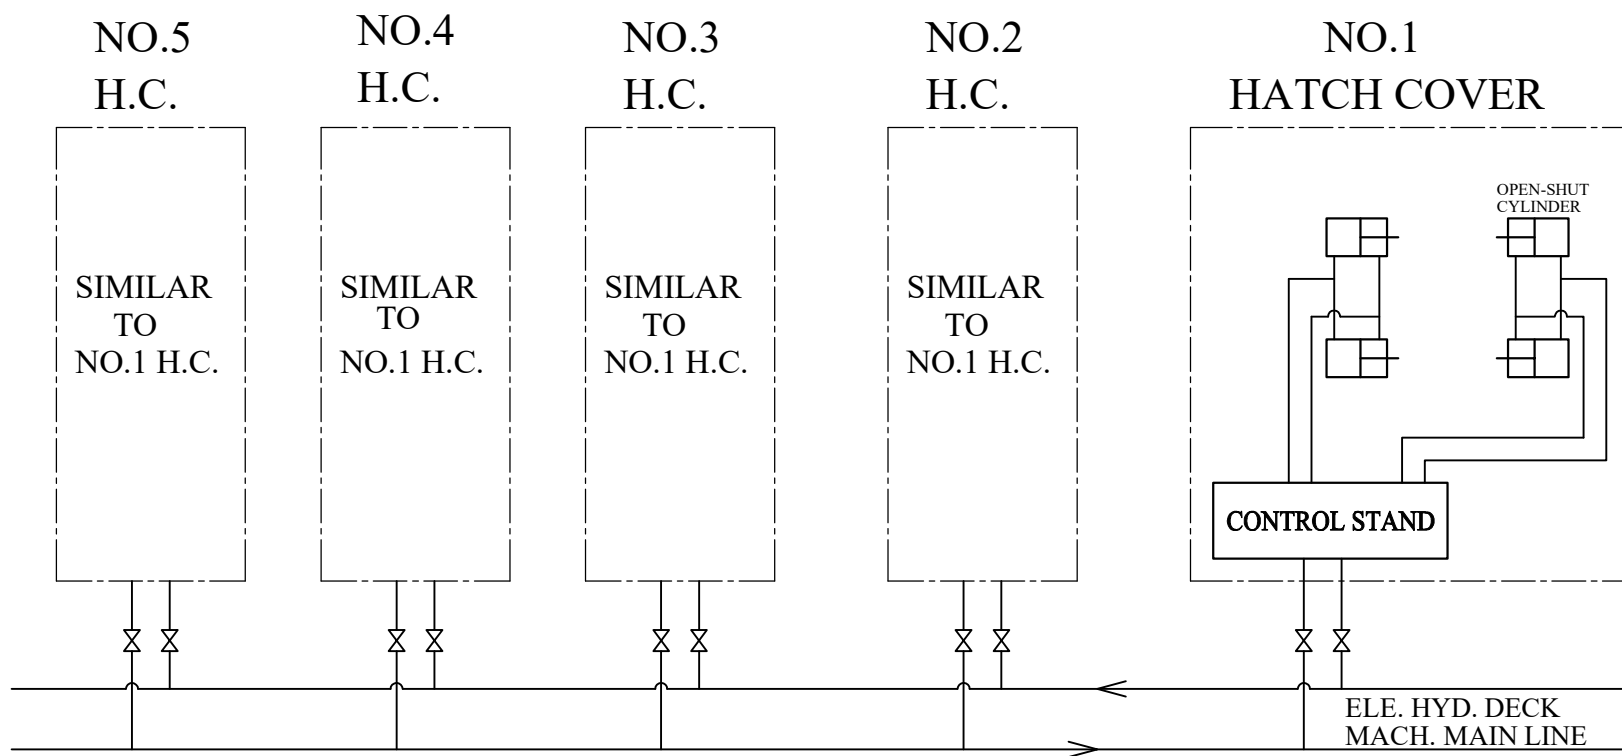 NO.5
H.C.
NO.4
H.C.
NO.3
H.C.
NO.2
H.C.
NO.1
HATCH COVER
SIMILAR
TO
NO.1 H.C.
SIMILAR
TO
NO.1 H.C.
SIMILAR
TO
NO.1 H.C.
SIMILAR
TO
NO.1 H.C.
OPEN-SHUT
CYLINDER
CONTROL STAND
ELE. HYD. DECK
MACH. MAIN LINE